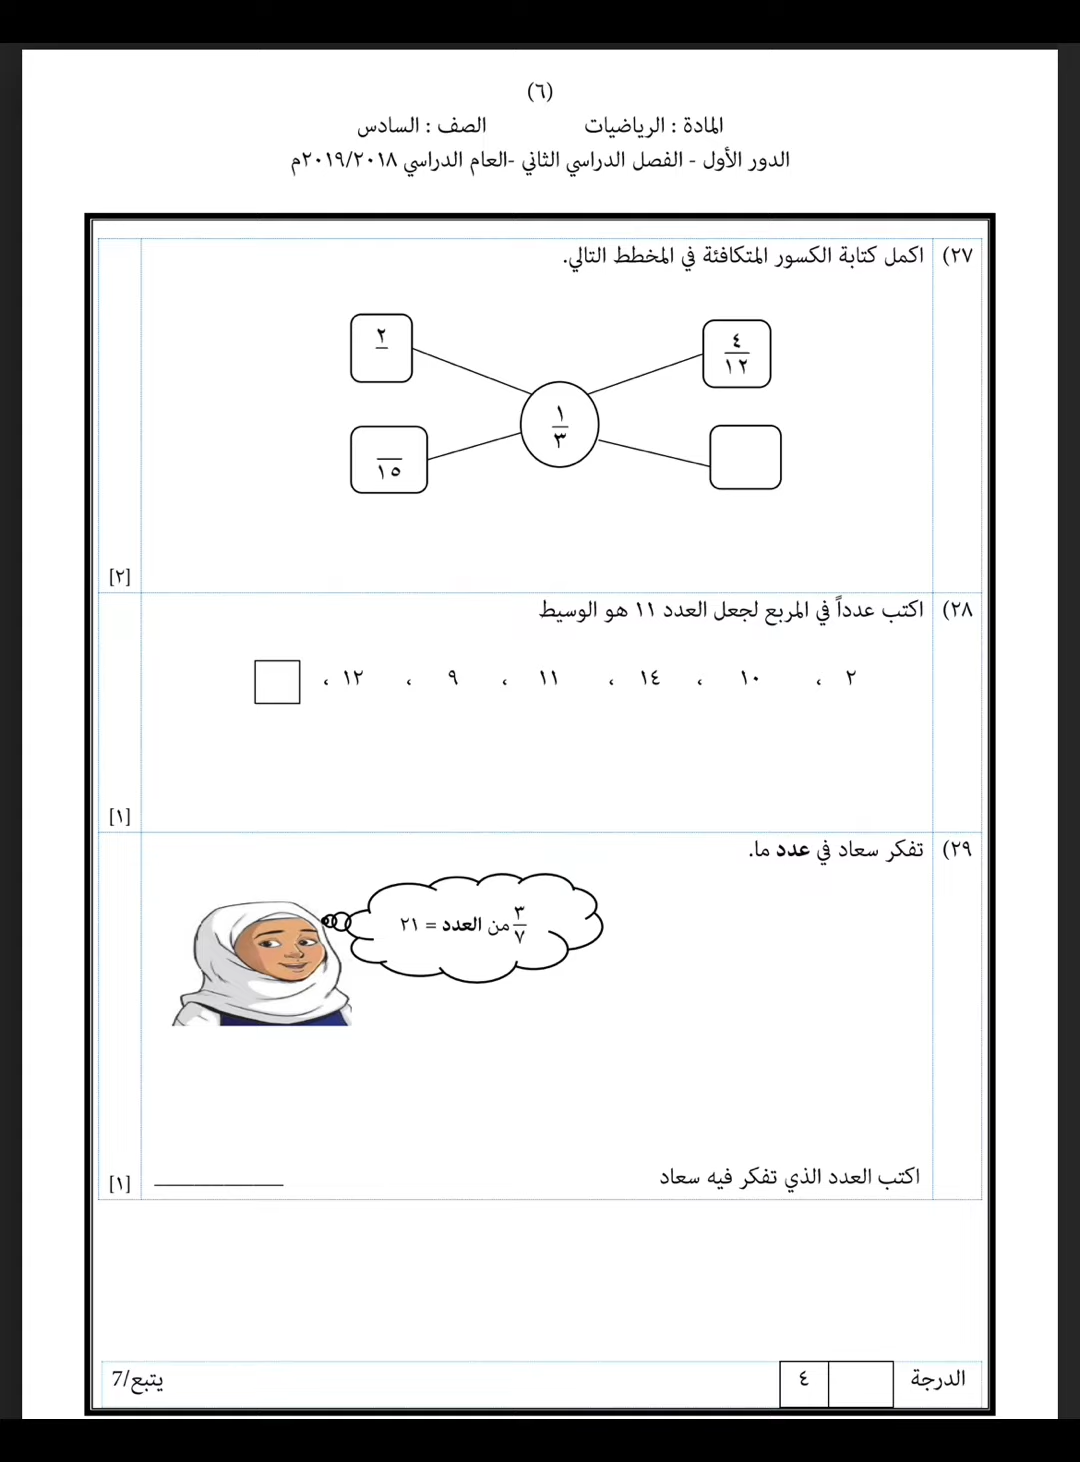 (٦)
المادة : الرياضيات الصف : السادس
الدور الأول - الفصل الدراسي الثاني -العام الدراسي ٢٠١٩/٢٠١٨م
٢٧) اكمل كتابة الكسور المتكافئة في المخطط التالي.
٤
١٢
٢
١
٣
١٥
[٢]
٢٨) اكتب عدداً في المربع لجعل العدد ١١ هو الوسيط
٢ ، ١٠ ، ١٤ ، ١١ ، ٩ ، ١٢ ،
[١]
٢٩) تفكر سعاد في عدد ما.
٣/٧ من العدد = ٢١
اكتب العدد الذي تفكر فيه سعاد ____________ [١]
الدرجة ٤ يتبع/7